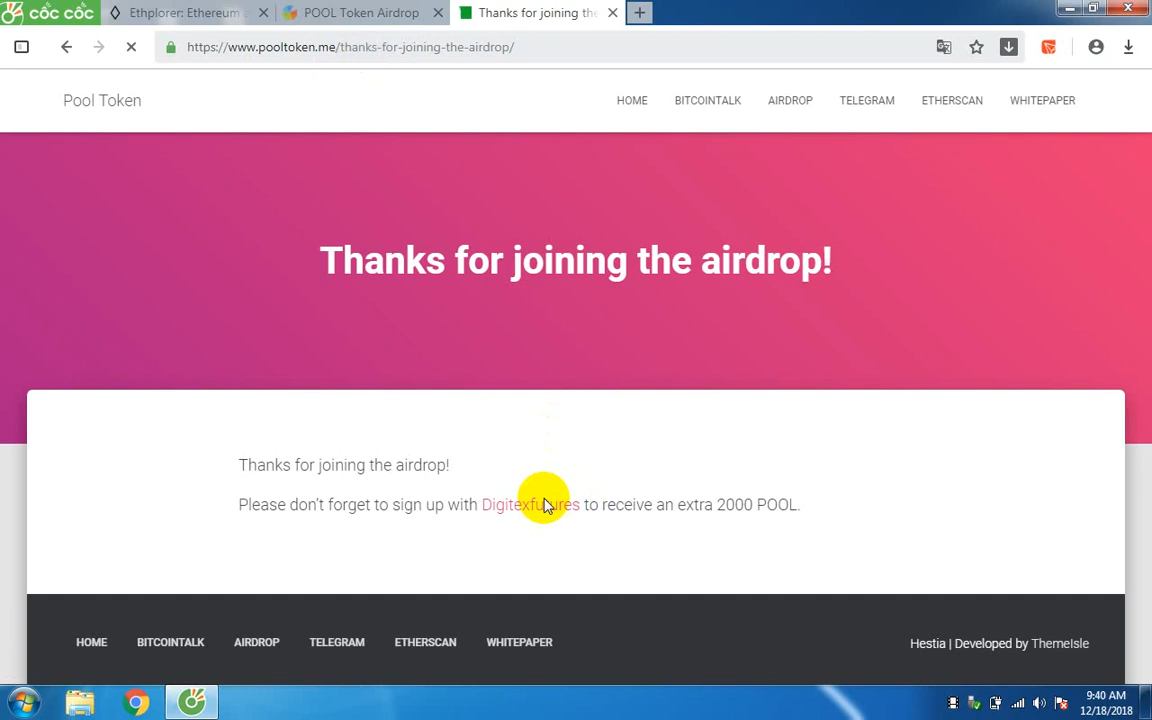 cốc cốc
Ethplorer: Ethereum
POOL Token Airdrop
Thanks for joining the
https://www.pooltoken.me/thanks-for-joining-the-airdrop/
Pool Token
HOME
BITCOINTALK
AIRDROP
TELEGRAM
ETHERSCAN
WHITEPAPER
Thanks for joining the airdrop!
Thanks for joining the airdrop!
Please don't forget to sign up with Digitexfutures to receive an extra 2000 POOL.
HOME
BITCOINTALK
AIRDROP
TELEGRAM
ETHERSCAN
WHITEPAPER
Hestia | Developed by ThemeIsle
9:40 AM
12/18/2018